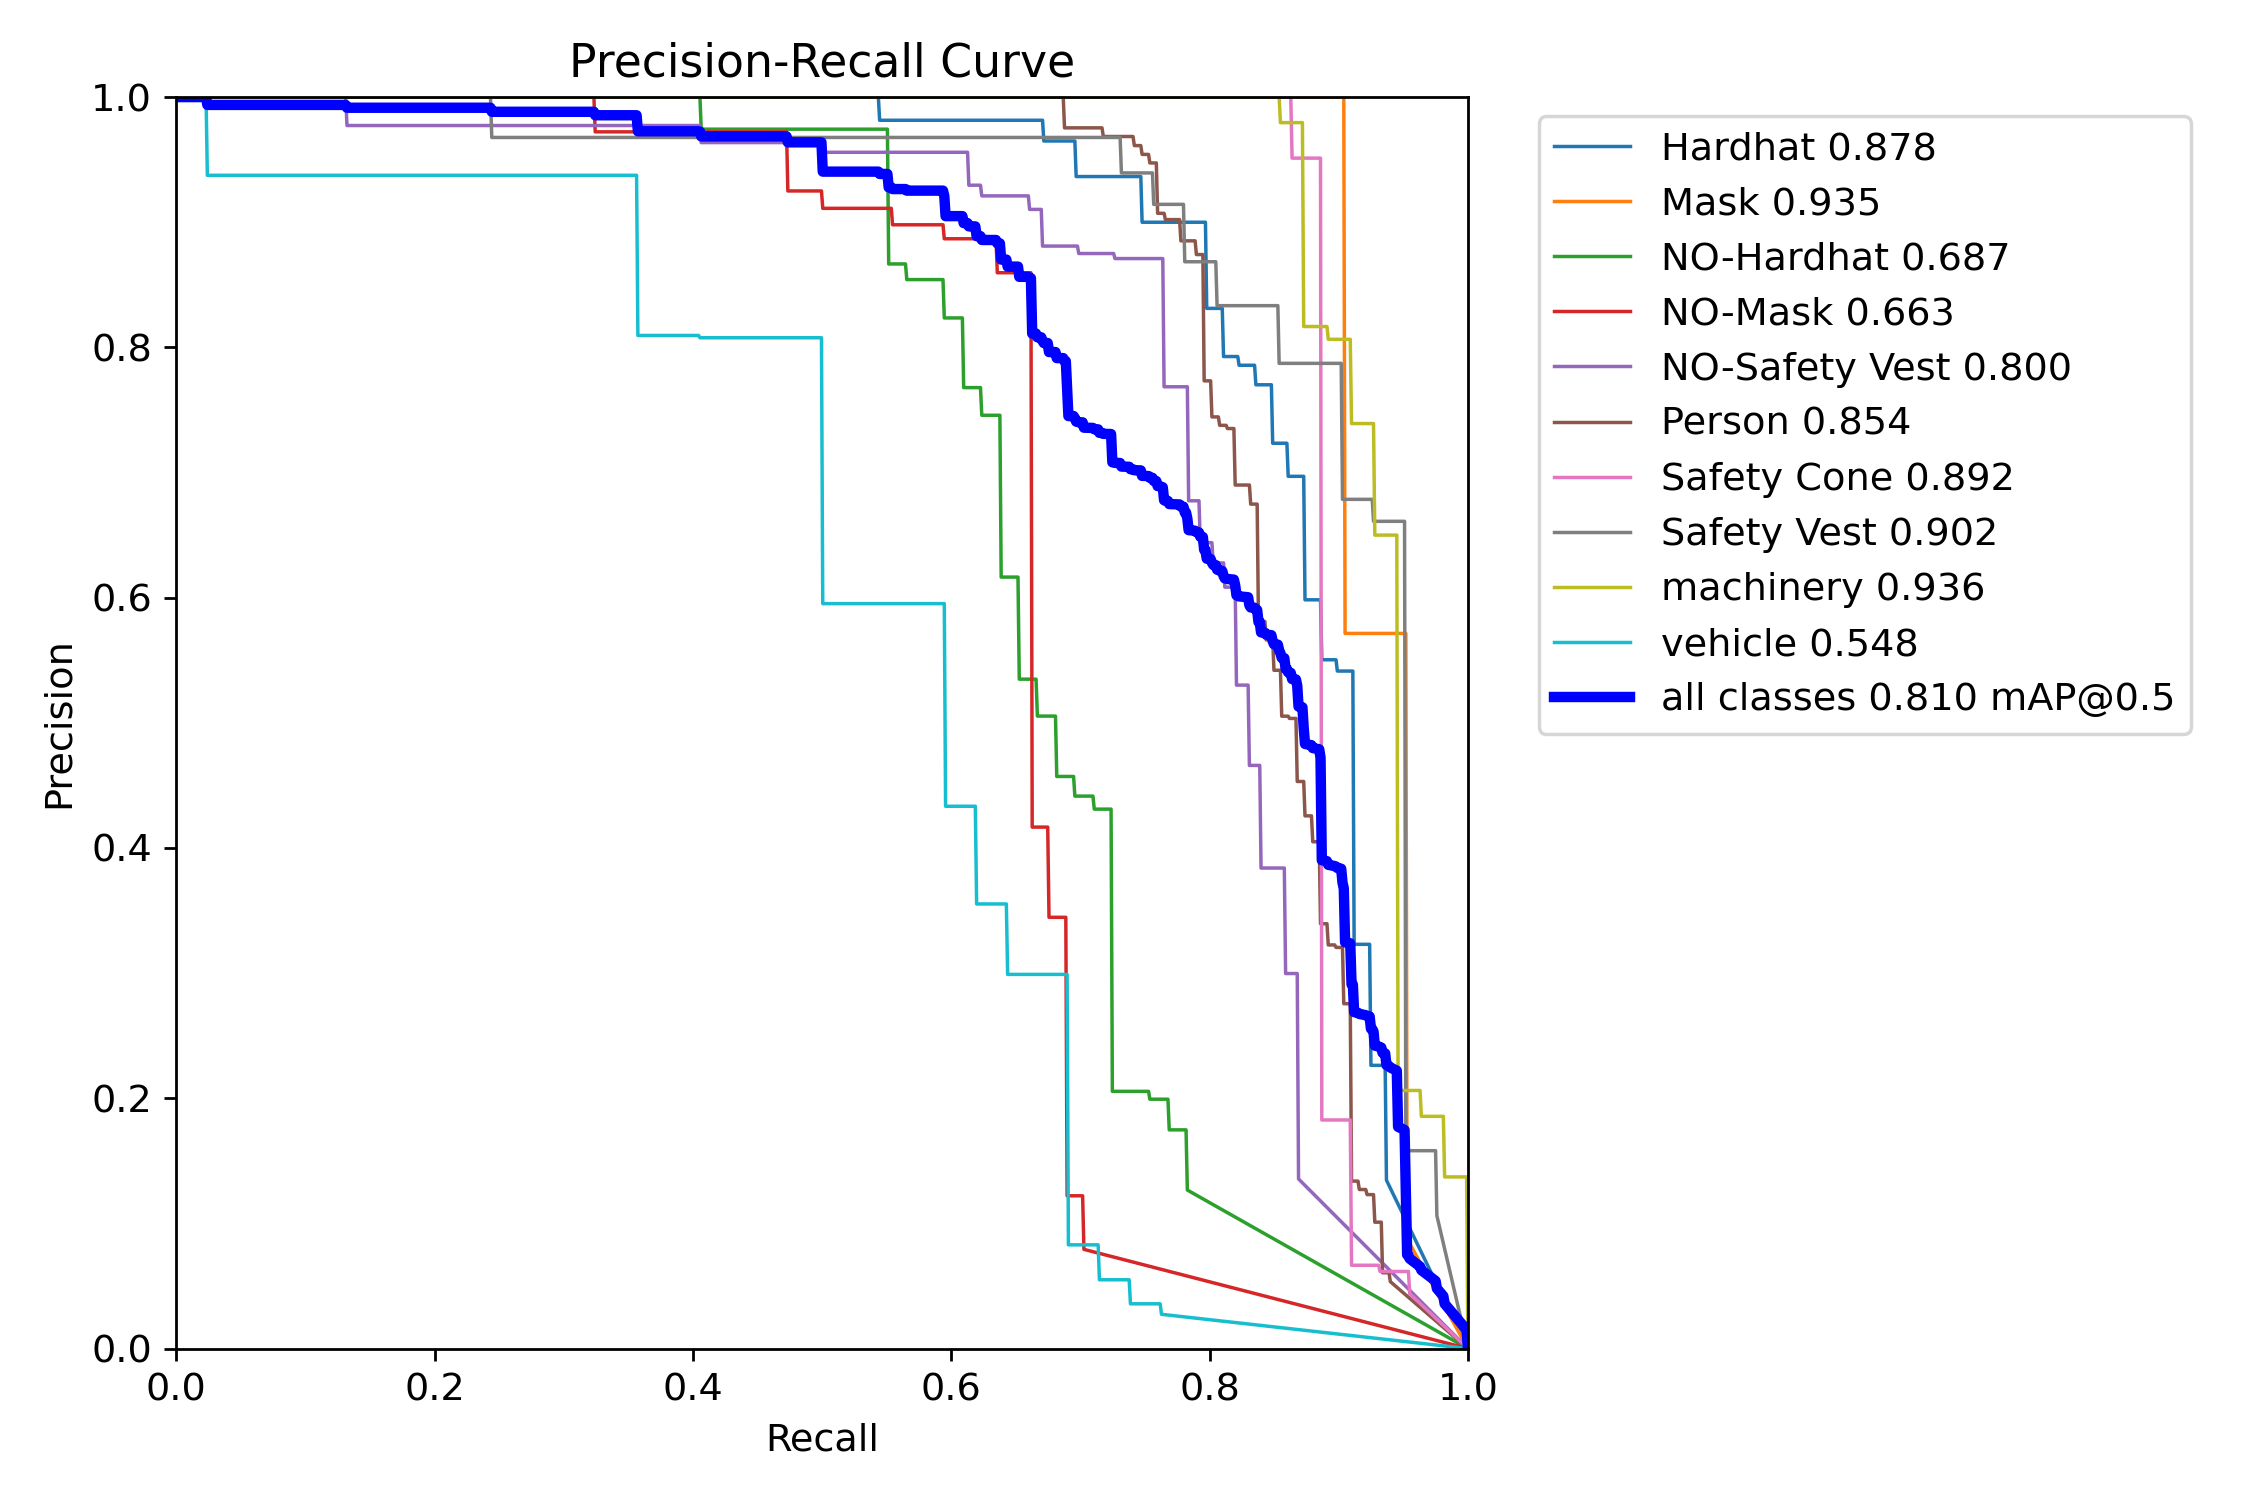 Precision-Recall Curve
1.0
0.8
0.6
0.4
0.2
0.0
Precision
0.0 0.2 0.4 0.6 0.8 1.0
Recall
Hardhat 0.878
Mask 0.935
NO-Hardhat 0.687
NO-Mask 0.663
NO-Safety Vest 0.800
Person 0.854
Safety Cone 0.892
Safety Vest 0.902
machinery 0.936
vehicle 0.548
all classes 0.810 mAP@0.5